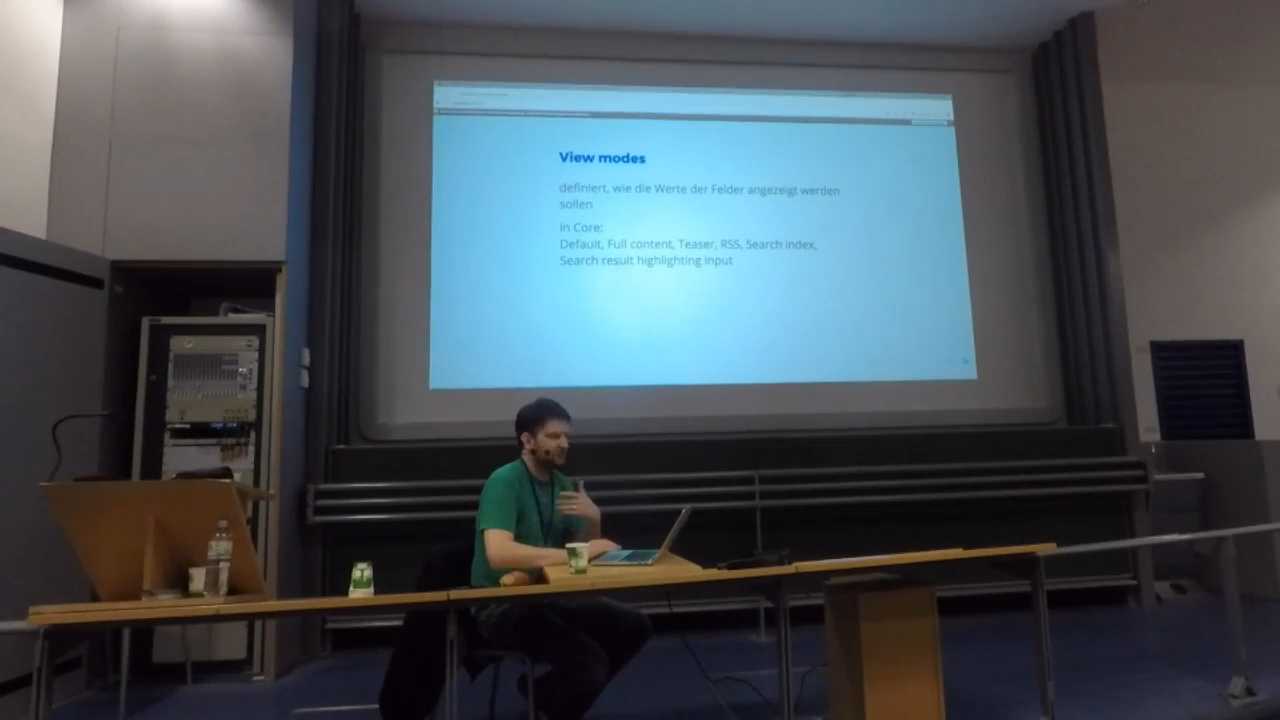 View modes
definiert, wie die Werte der Felder angezeigt werden
sollen
in Core:
Default, Full content, Teaser, RSS, Search index,
Search result highlighting input